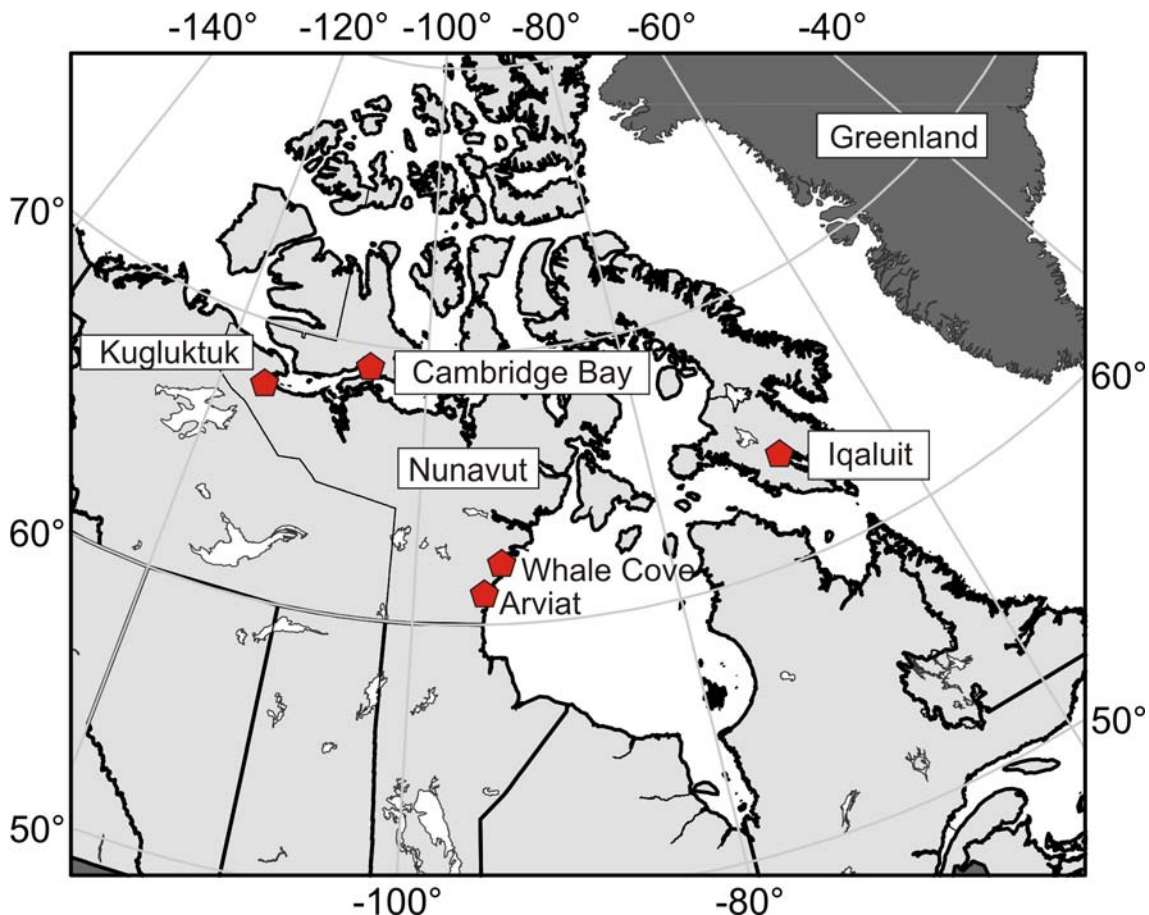 -140°
-120°
-100°
-80°
-60°
-40°
Greenland
70°
Kugluktuk
Cambridge Bay
60°
Iqaluit
Nunavut
60°
Whale Cove
Arviat
50°
50°
-100°
-80°